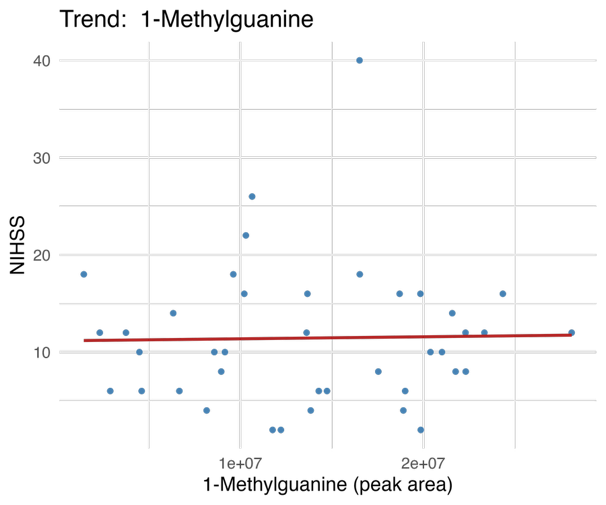 Trend:  1-Methylguanine
40
30
20
10
NIHSS
1e+07 2e+07
1-Methylguanine (peak area)